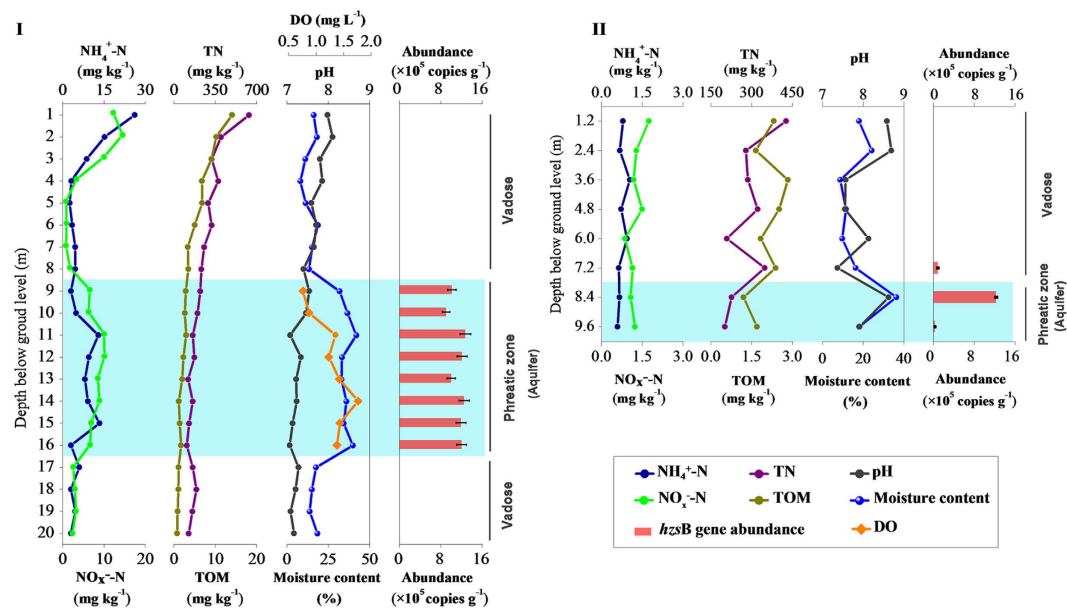 I
NH₄⁺-N
(mg kg⁻¹)
0 13 26
TN
(mg kg⁻¹)
0 350 700
DO (mg L⁻¹)
0.5 1.0 1.5 2.0
pH
7 8 9
Abundance
(×10⁵ copies g⁻¹)
Depth below ground level (m)
1
2
3
4
5
6
7
8
9
10
11
12
13
14
15
16
17
18
19
20
Vadose
Phreatic zone
(Aquifer)
Vadose
0 10 20
NOx⁻-N
(mg kg⁻¹)
0 15 30
TOM
(mg kg⁻¹)
0 25 50
Moisture content
(%)
0 8 16
Abundance
(×10⁵ copies g⁻¹)
II
NH₄⁺-N
(mg kg⁻¹)
0.0 1.5 3.0
TN
(mg kg⁻¹)
150 300 450
pH
7 8 9
Abundance
(×10⁵ copies g⁻¹)
Depth below ground level (m)
1.2
2.4
3.6
4.8
6.0
7.2
8.4
9.6
Vadose
Phreatic zone
(Aquifer)
0.0 1.5 3.0
NOx⁻-N
(mg kg⁻¹)
0.0 1.5 3.0
TOM
(mg kg⁻¹)
0 20 40
Moisture content
(%)
0 8 16
Abundance
(×10⁵ copies g⁻¹)
NH₄⁺-N TN pH
NOₓ⁻-N TOM Moisture content
hzsB gene abundance DO